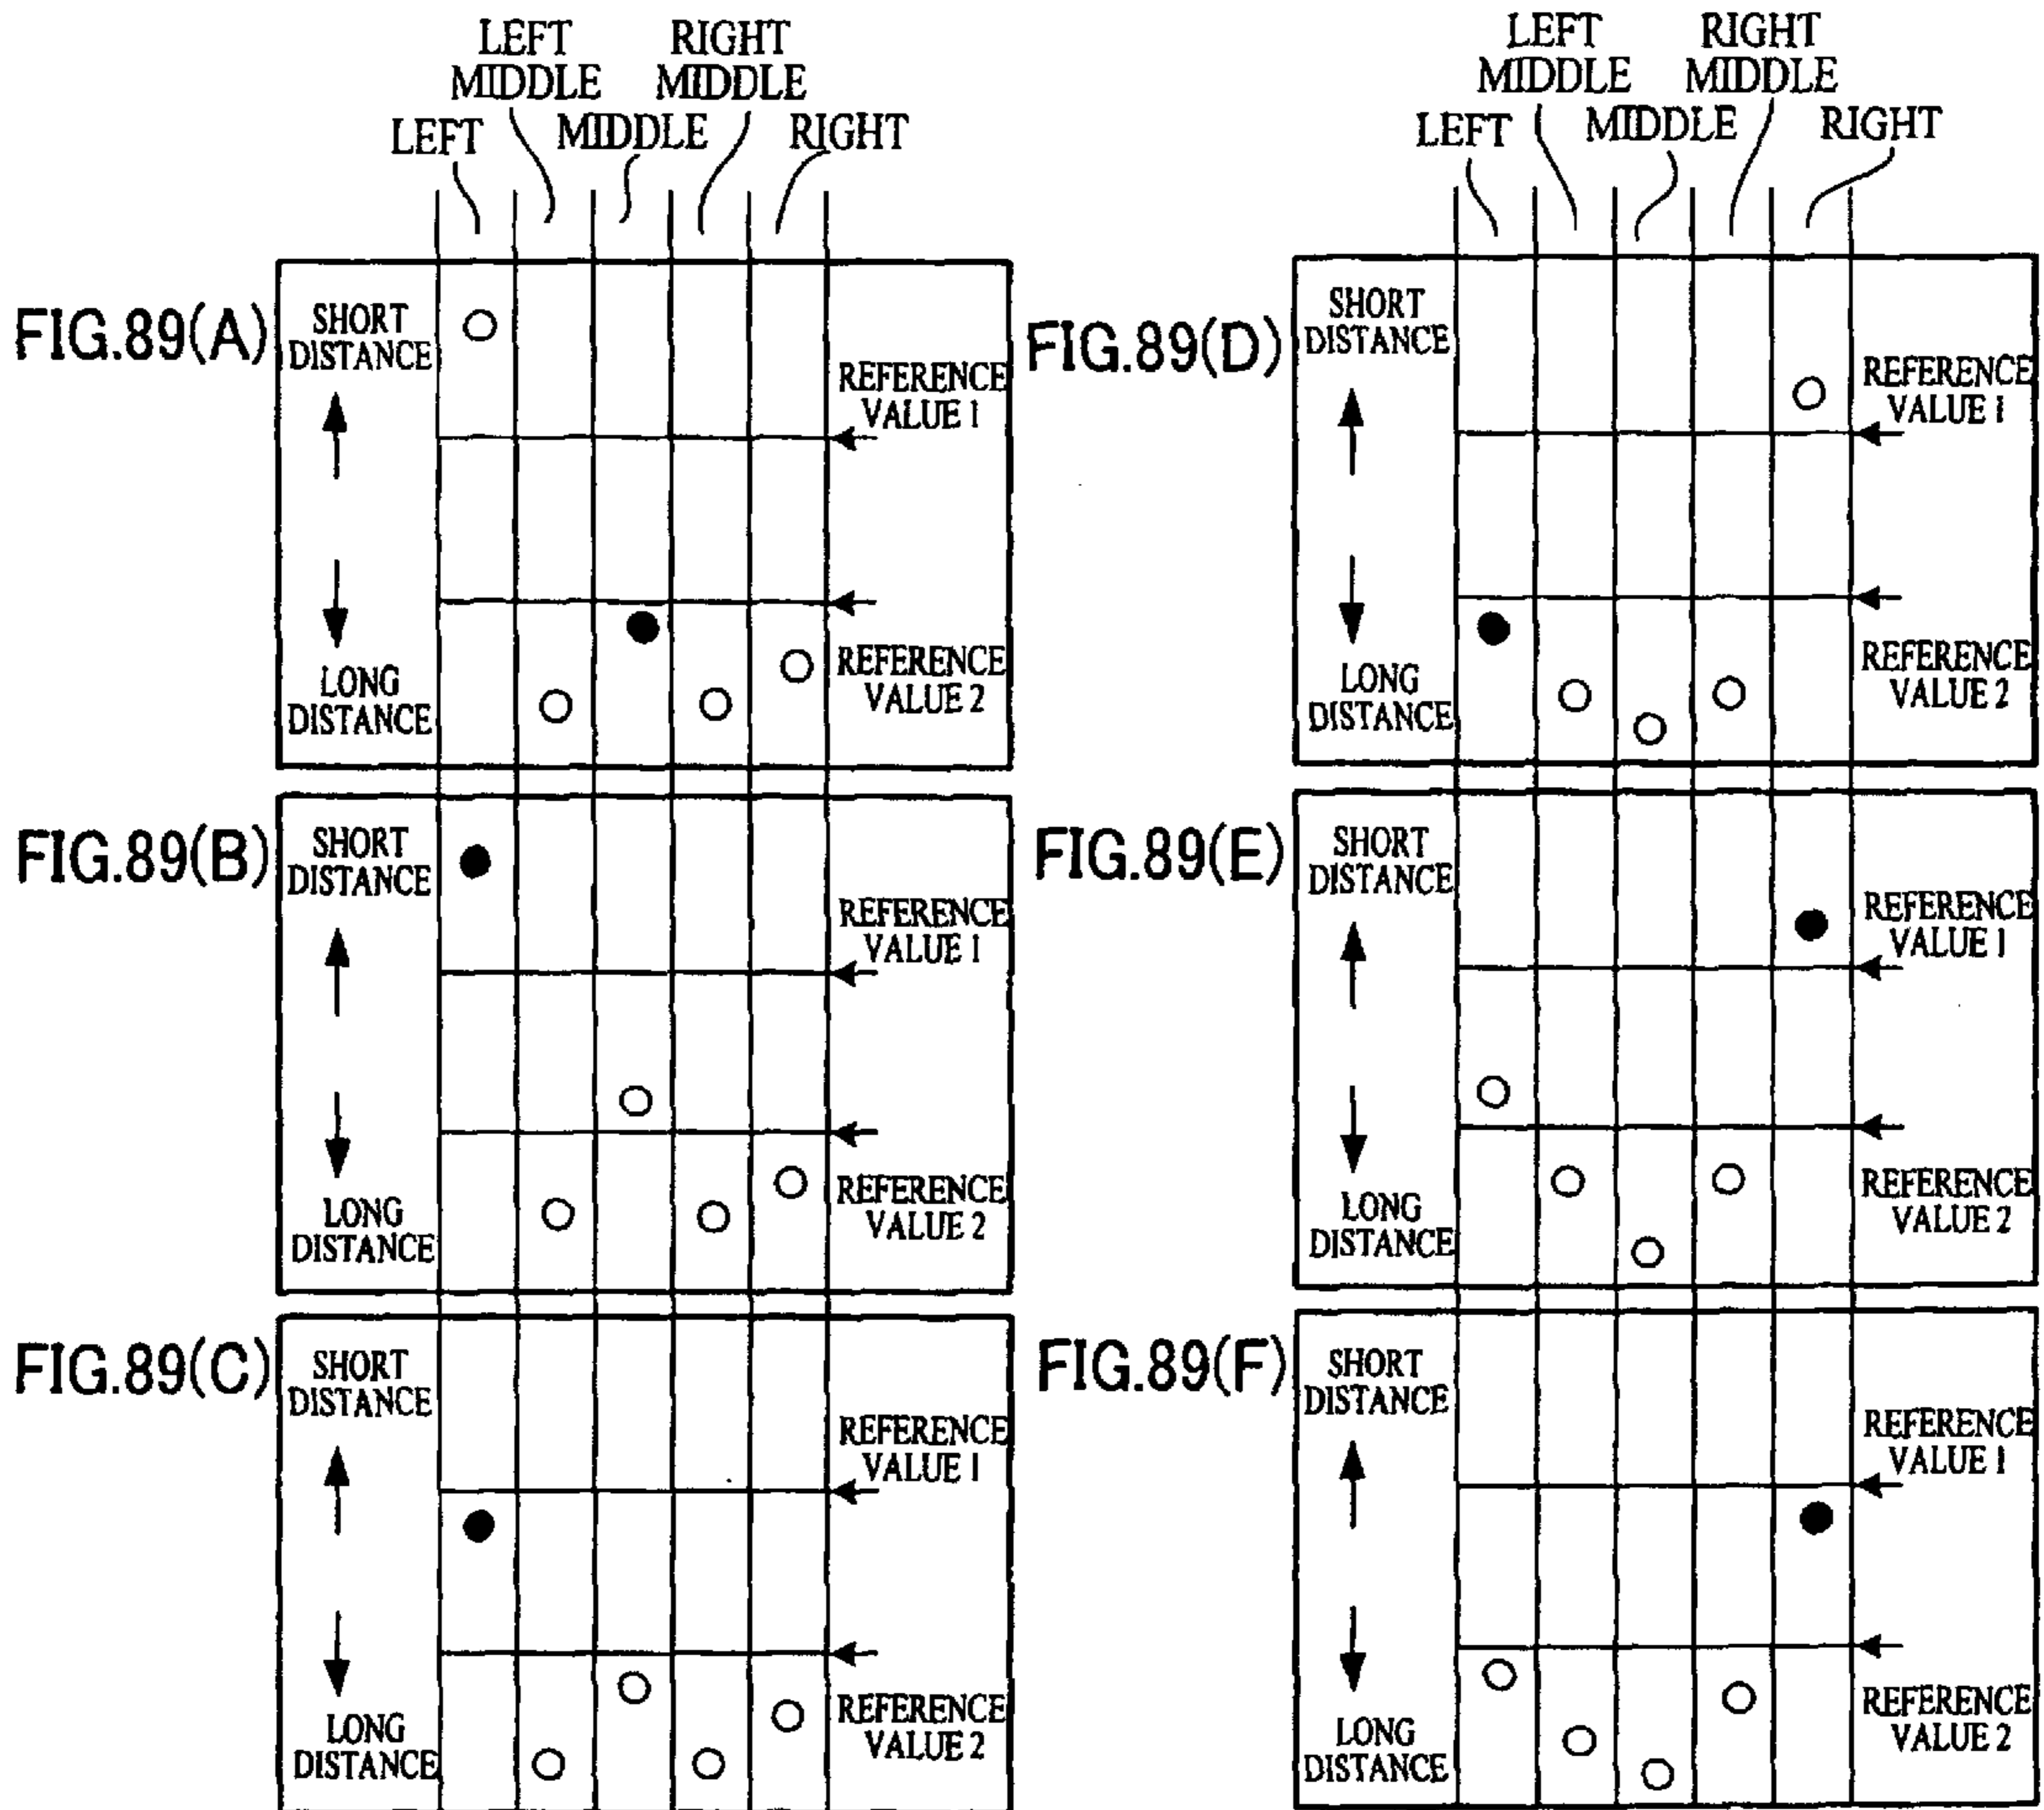 LEFT
MIDDLE
RIGHT
MIDDLE
LEFT
MIDDLE
RIGHT
FIG.89(A)
SHORT
DISTANCE
REFERENCE
VALUE 1
LONG
DISTANCE
REFERENCE
VALUE 2
FIG.89(B)
SHORT
DISTANCE
REFERENCE
VALUE 1
LONG
DISTANCE
REFERENCE
VALUE 2
FIG.89(C)
SHORT
DISTANCE
REFERENCE
VALUE 1
LONG
DISTANCE
REFERENCE
VALUE 2
LEFT
MIDDLE
RIGHT
MIDDLE
LEFT
MIDDLE
RIGHT
FIG.89(D)
SHORT
DISTANCE
REFERENCE
VALUE 1
LONG
DISTANCE
REFERENCE
VALUE 2
FIG.89(E)
SHORT
DISTANCE
REFERENCE
VALUE 1
LONG
DISTANCE
REFERENCE
VALUE 2
FIG.89(F)
SHORT
DISTANCE
REFERENCE
VALUE 1
LONG
DISTANCE
REFERENCE
VALUE 2